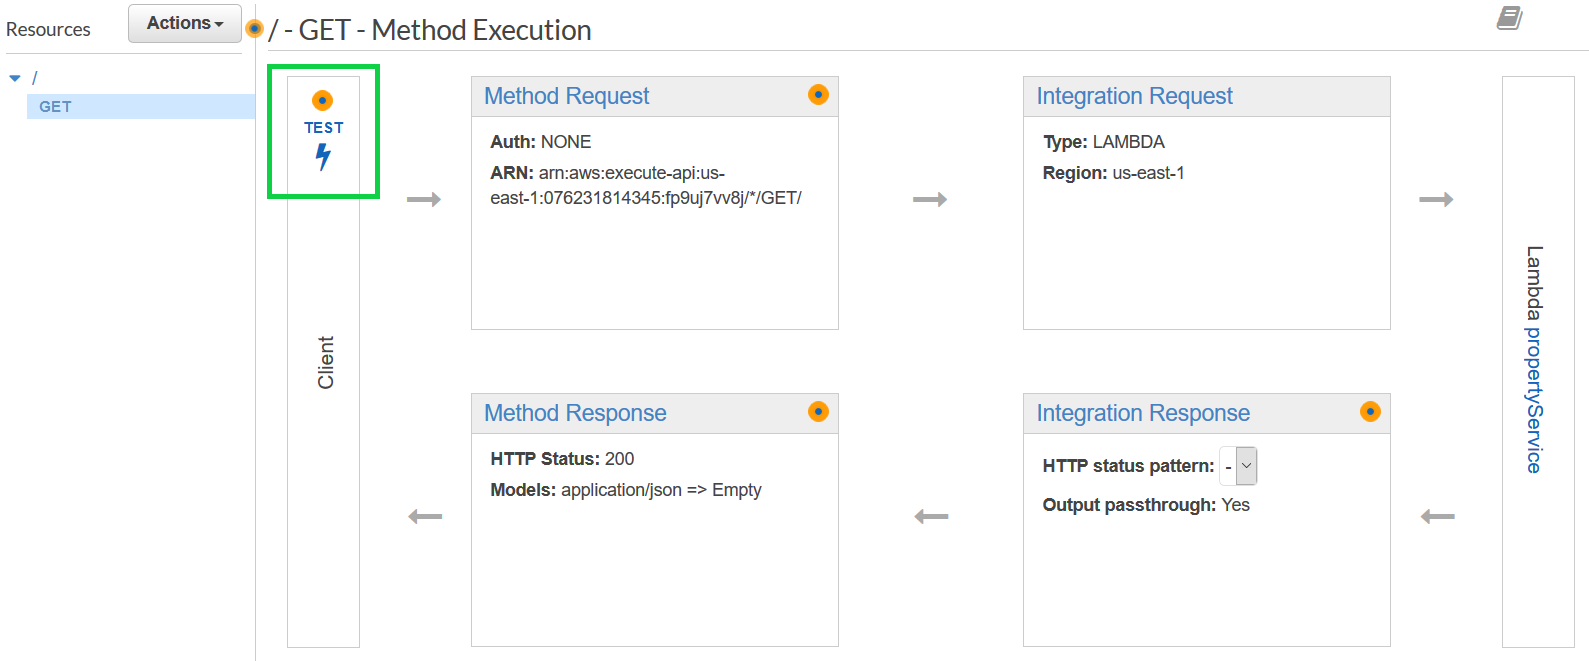 Resources
Actions
/ - GET - Method Execution
/
GET
TEST
Client
Method Request
Auth: NONE
ARN: arn:aws:execute-api:us-
east-1:076231814345:fp9uj7vv8j/*/GET/
Integration Request
Type: LAMBDA
Region: us-east-1
Lambda propertyService
Method Response
HTTP Status: 200
Models: application/json => Empty
Integration Response
HTTP status pattern: -
Output passthrough: Yes